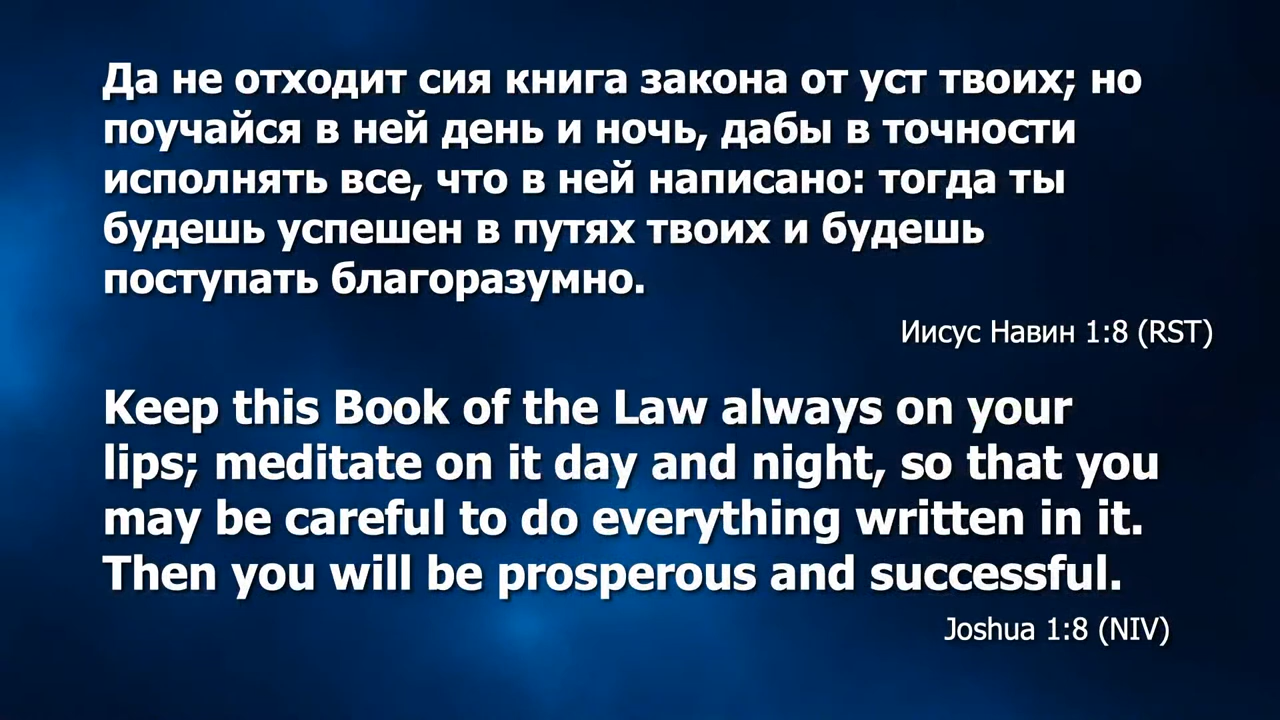 Да не отходит сия книга закона от уст твоих; но
поучайся в ней день и ночь, дабы в точности
исполнять все, что в ней написано: тогда ты
будешь успешен в путях твоих и будешь
поступать благоразумно.
Иисус Навин 1:8 (RST)
Keep this Book of the Law always on your
lips; meditate on it day and night, so that you
may be careful to do everything written in it.
Then you will be prosperous and successful.
Joshua 1:8 (NIV)